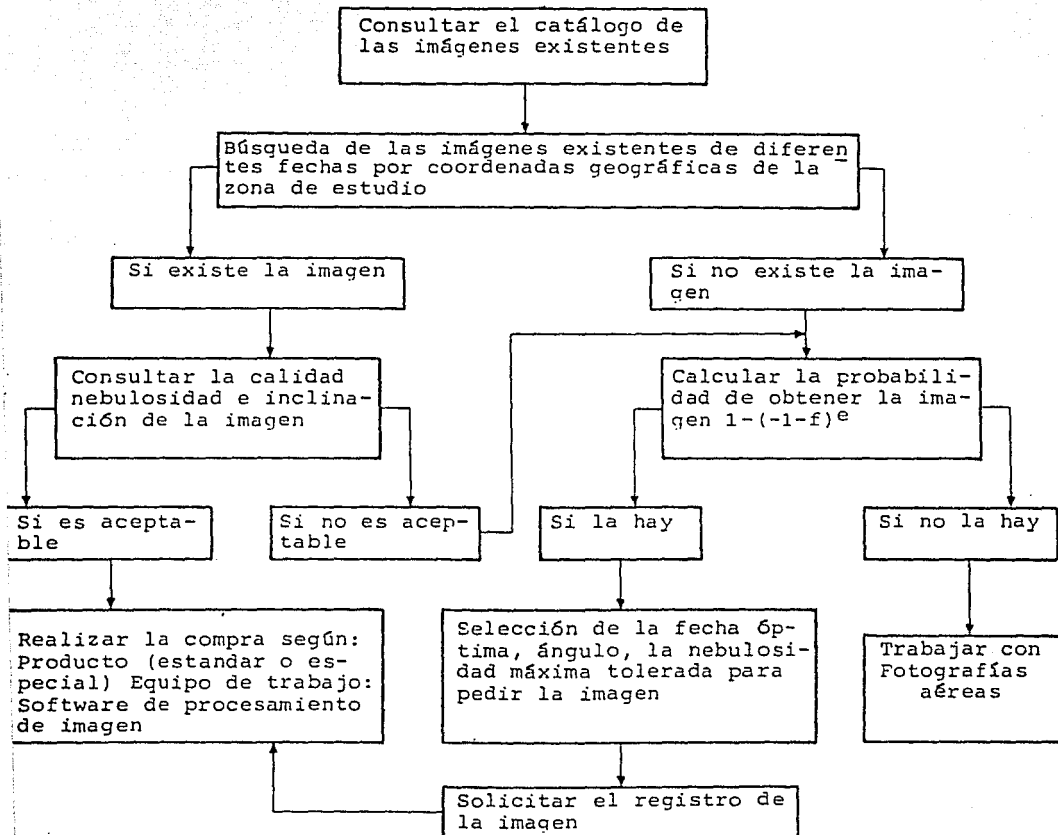 Consultar el catálogo de
las imágenes existentes
Búsqueda de las imágenes existentes de diferen
tes fechas por coordenadas geográficas de la
zona de estudio
Si existe la imagen
Si no existe la ima-
gen
Consultar la calidad
nebulosidad e inclina-
ción de la imagen
Calcular la probabili-
dad de obtener la ima-
gen 1-(-1-f)e
Si es acepta-
ble
Si no es acep-
table
Si la hay
Si no la hay
Realizar la compra según:
Producto (estandar o es-
pecial) Equipo de trabajo:
Software de procesamiento
de imagen
Selección de la fecha óp-
tima, ángulo, la nebulosi-
dad máxima tolerada para
pedir la imagen
Trabajar con
Fotografías
aéreas
Solicitar el registro de
la imagen